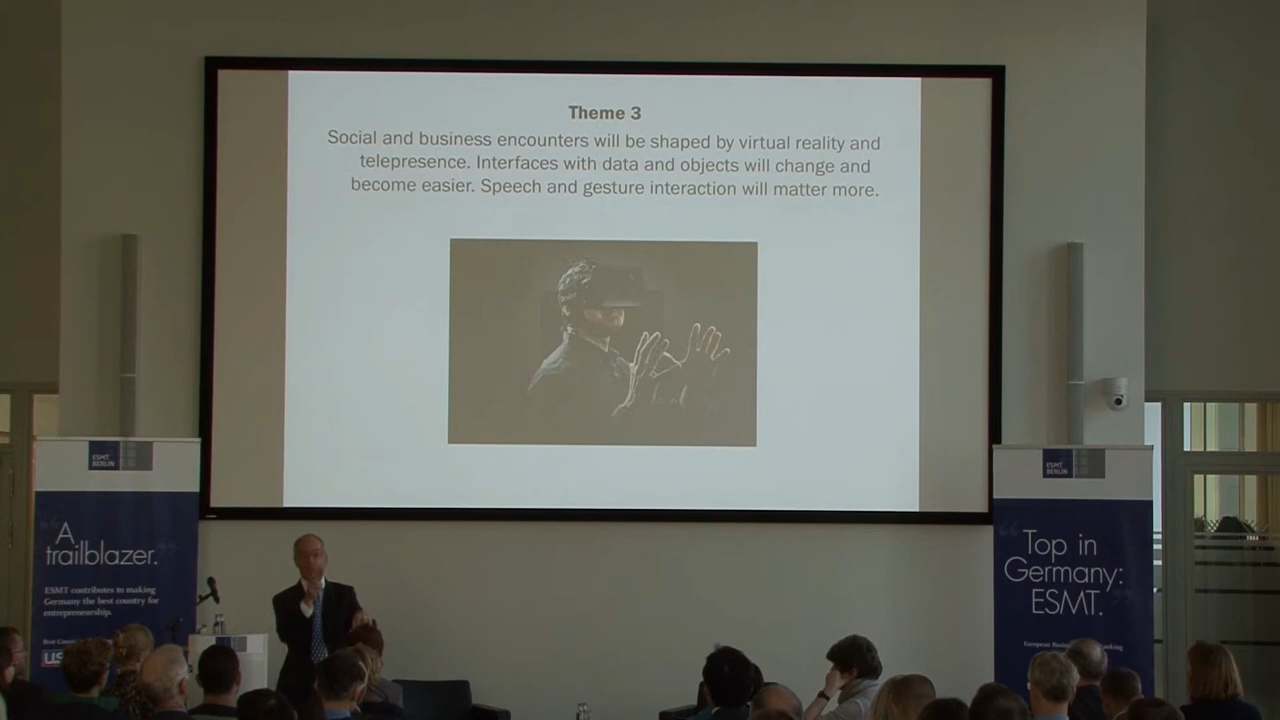 Theme 3
Social and business encounters will be shaped by virtual reality and
telepresence. Interfaces with data and objects will change and
become easier. Speech and gesture interaction will matter more.
ESMT
BERLIN
A
trailblazer.
ESMT contributes to making
Germany the best country for
entrepreneurship.
ESMT
BERLIN
Top in
Germany:
ESMT.